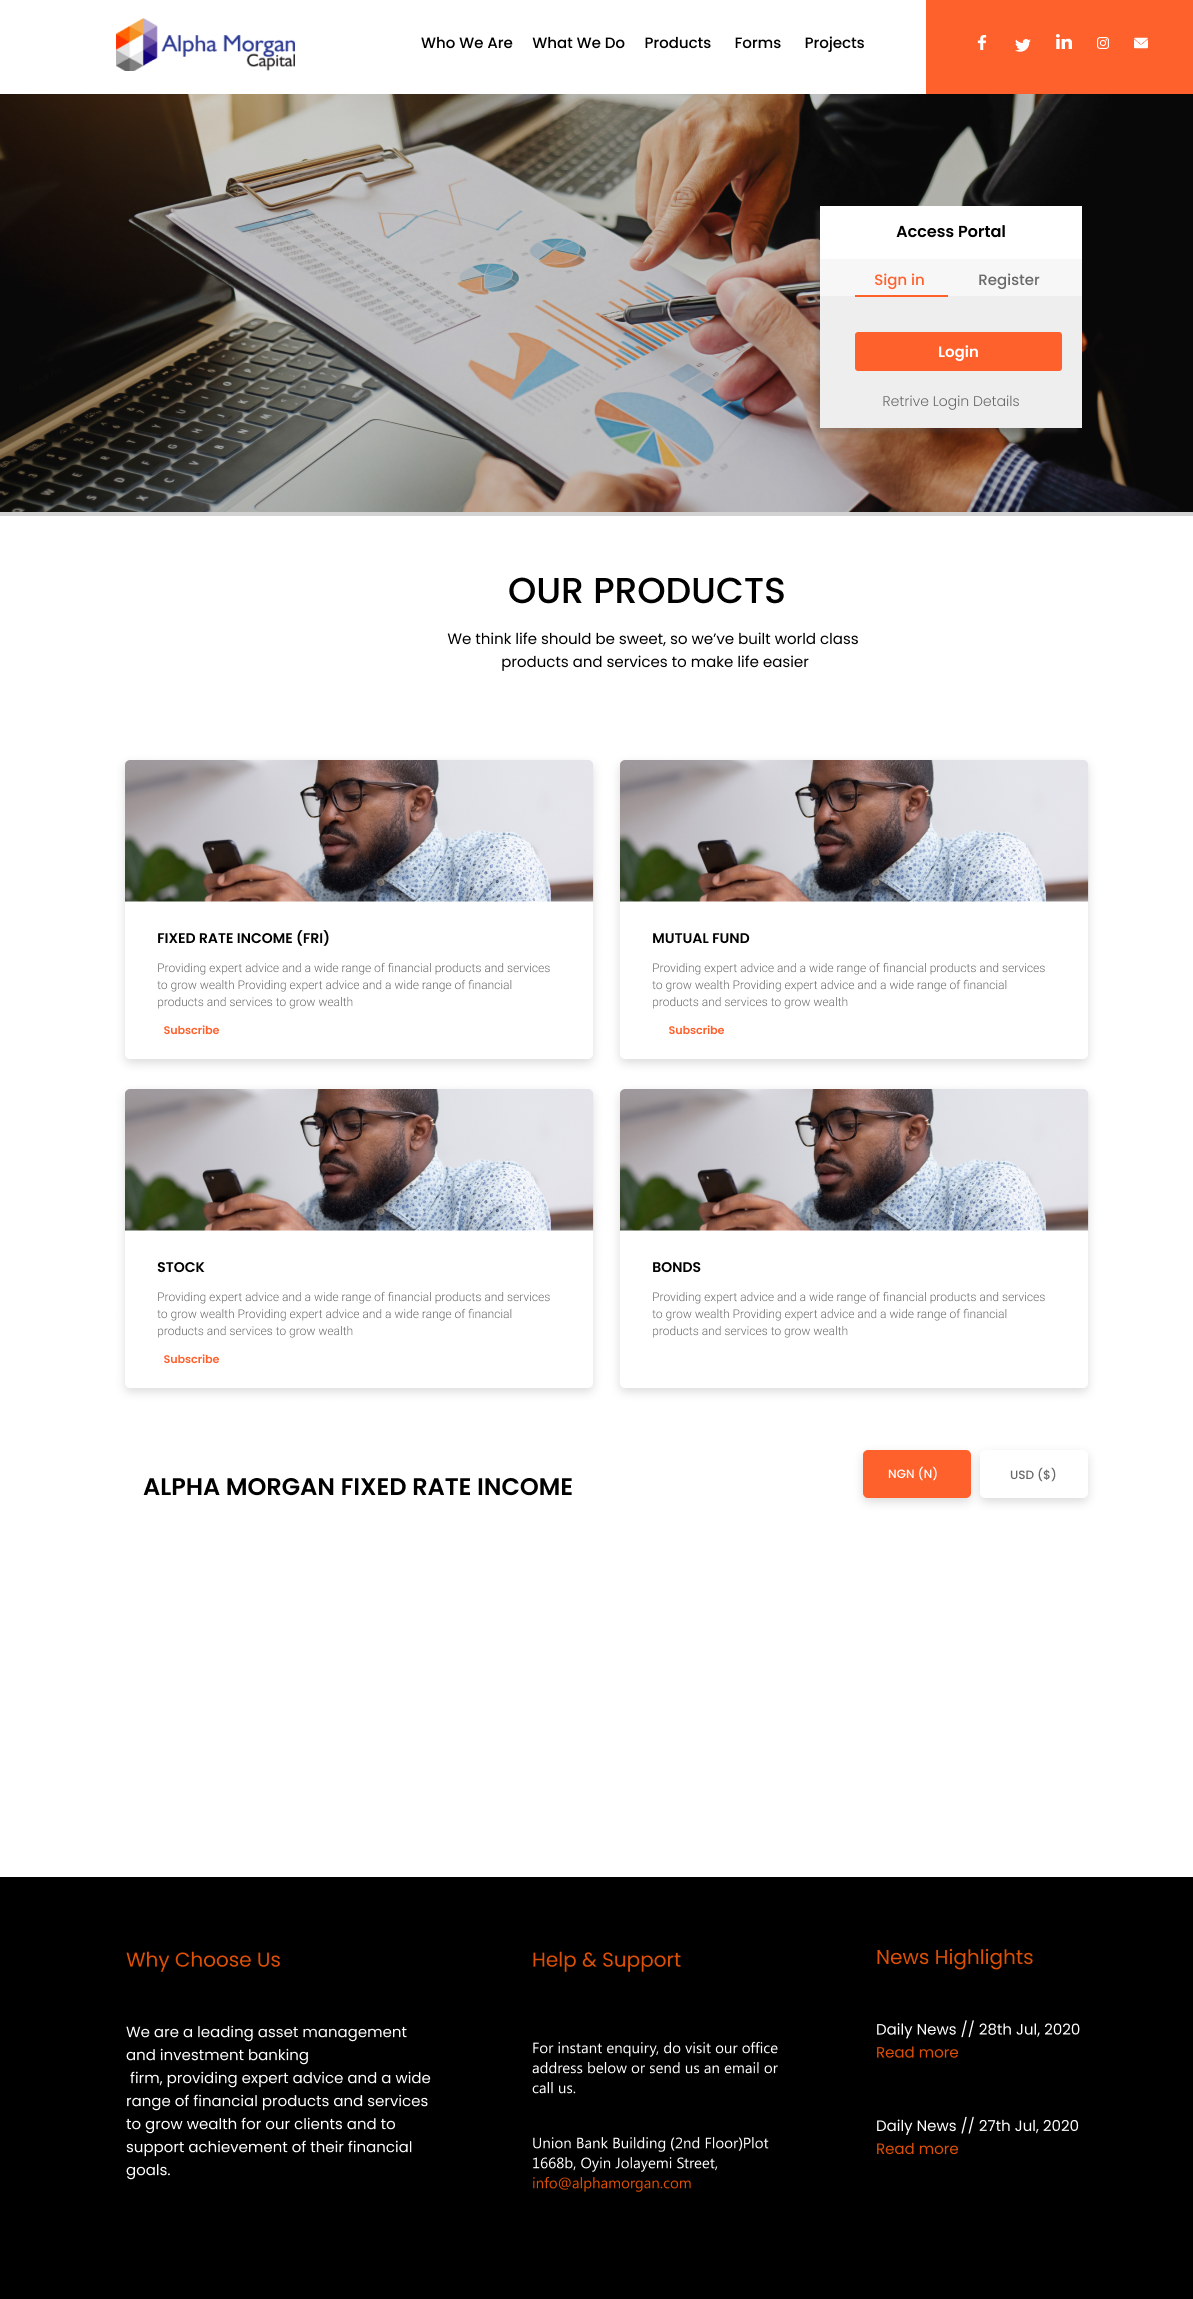 Alpha Morgan
Capital
Who We Are
What We Do
Products
Forms
Projects
Access Portal
Sign in
Register
Login
Retrive Login Details
OUR PRODUCTS
We think life should be sweet, so we’ve built world class
products and services to make life easier
FIXED RATE INCOME (FRI)
Providing expert advice and a wide range of financial products and services
to grow wealth Providing expert advice and a wide range of financial
products and services to grow wealth
Subscribe
MUTUAL FUND
Providing expert advice and a wide range of financial products and services
to grow wealth Providing expert advice and a wide range of financial
products and services to grow wealth
Subscribe
STOCK
Providing expert advice and a wide range of financial products and services
to grow wealth Providing expert advice and a wide range of financial
products and services to grow wealth
Subscribe
BONDS
Providing expert advice and a wide range of financial products and services
to grow wealth Providing expert advice and a wide range of financial
products and services to grow wealth
ALPHA MORGAN FIXED RATE INCOME
NGN (N)
USD ($)
Why Choose Us
We are a leading asset management
and investment banking
firm, providing expert advice and a wide
range of financial products and services
to grow wealth for our clients and to
support achievement of their financial
goals.
Help & Support
For instant enquiry, do visit our office
address below or send us an email or
call us.
Union Bank Building (2nd Floor)Plot
1668b, Oyin Jolayemi Street,
info@alphamorgan.com
News Highlights
Daily News // 28th Jul, 2020
Read more
Daily News // 27th Jul, 2020
Read more